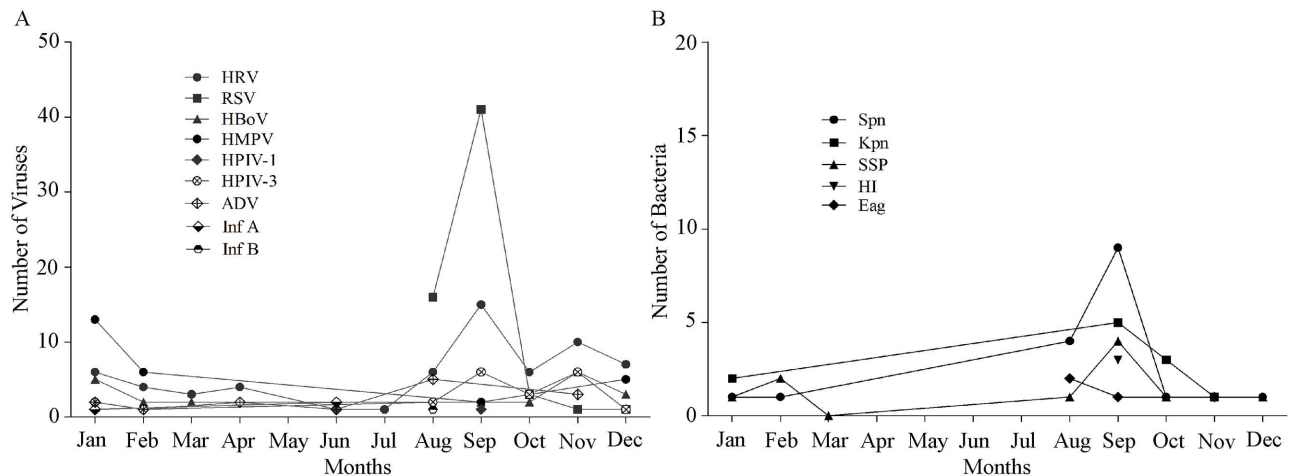 A
Number of Viruses
50
40
30
20
10
0
HRV
RSV
HBoV
HMPV
HPIV-1
HPIV-3
ADV
Inf A
Inf B
Jan Feb Mar Apr May Jun Jul Aug Sep Oct Nov Dec
Months
B
Number of Bacteria
20
15
10
5
0
Spn
Kpn
SSP
HI
Eag
Jan Feb Mar Apr May Jun Jul Aug Sep Oct Nov Dec
Months